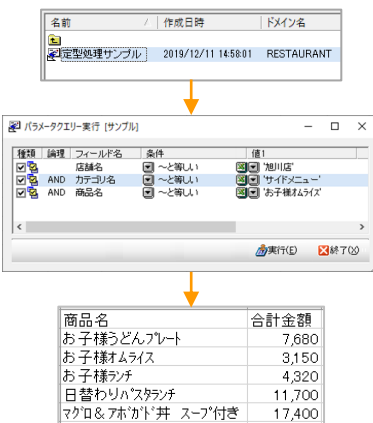 名前 / 作成日時 ドメイン名
定型処理サンプル 2019/12/11 14:58:01 RESTAURANT
パラメータクエリー実行 [サンプル]
種類 論理 フィールド名 条件 値1
店舗名 ～と等しい '旭川店'
AND カテゴリ名 ～と等しい 'サイドメニュー'
AND 商品名 ～と等しい 'お子様オムライス'
実行(E) 終了(X)
商品名 合計金額
お子様うどんプレート 7,680
お子様オムライス 3,150
お子様ランチ 4,320
日替わりパスタランチ 11,700
マグロ＆アボガド丼 スープ付き 17,400